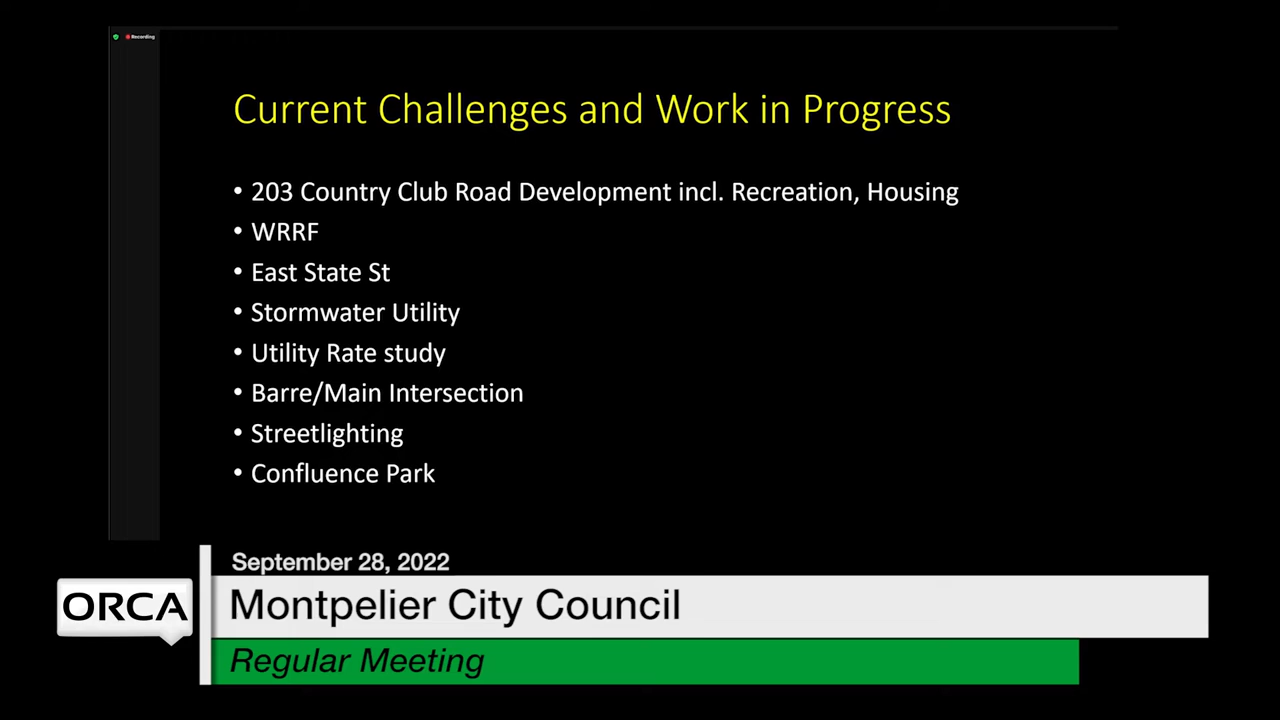 Recording
Current Challenges and Work in Progress
• 203 Country Club Road Development incl. Recreation, Housing
• WRRF
• East State St
• Stormwater Utility
• Utility Rate study
• Barre/Main Intersection
• Streetlighting
• Confluence Park
September 28, 2022
ORCA
Montpelier City Council
Regular Meeting